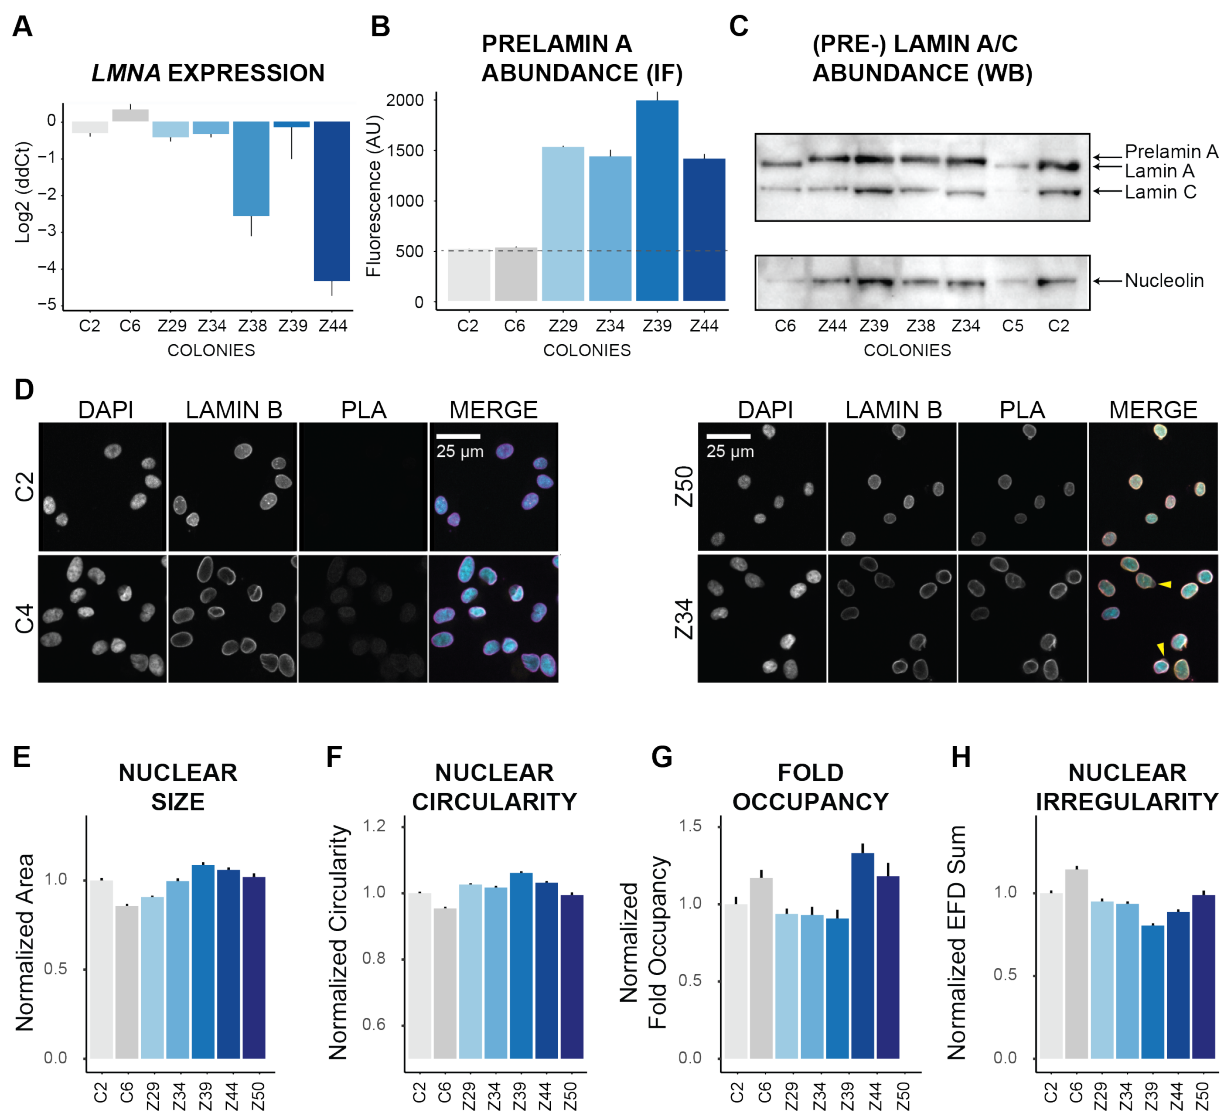 A
LMNA EXPRESSION
Log2 (ddCt)
0
−1
−2
−3
−4
−5
C2 C6 Z29 Z34 Z38 Z39 Z44
COLONIES
B
PRELAMIN A
ABUNDANCE (IF)
Fluorescence (AU)
2000
1500
1000
500
0
C2 C6 Z29 Z34 Z39 Z44
COLONIES
C
(PRE-) LAMIN A/C
ABUNDANCE (WB)
Prelamin A
Lamin A
Lamin C
Nucleolin
C6 Z44 Z39 Z38 Z34 C5 C2
COLONIES
D
DAPI LAMIN B PLA MERGE
C2
25 µm
C4
DAPI LAMIN B PLA MERGE
Z50
25 µm
Z34
E
NUCLEAR
SIZE
Normalized Area
1.0
0.5
0.0
C2 C6 Z29 Z34 Z39 Z44 Z50
F
NUCLEAR
CIRCULARITY
Normalized Circularity
1.2
1.0
0.8
0.6
C2 C6 Z29 Z34 Z39 Z44 Z50
G
FOLD
OCCUPANCY
Normalized
Fold Occupancy
1.5
1.0
0.5
0.0
C2 C6 Z29 Z34 Z39 Z44 Z50
H
NUCLEAR
IRREGULARITY
Normalized EFD Sum
1.0
0.5
0.0
C2 C6 Z29 Z34 Z39 Z44 Z50